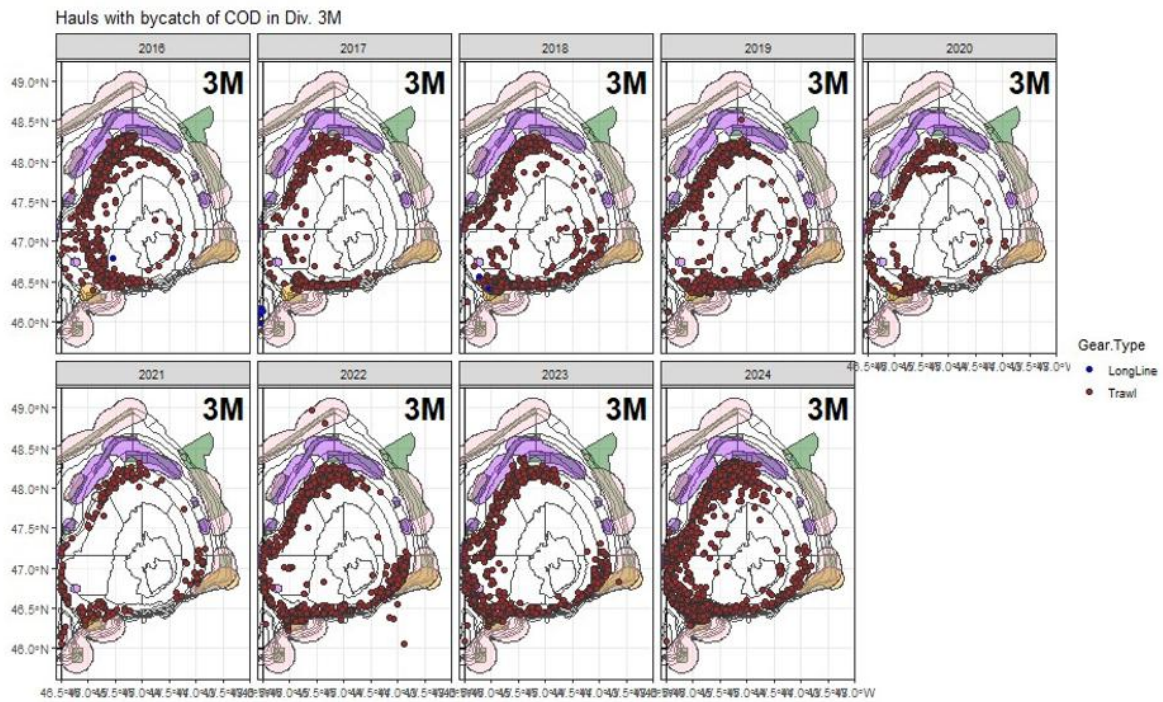 Hauls with bycatch of COD in Div. 3M
2016 2017 2018 2019 2020
3M 3M 3M 3M 3M
49.0°N
48.5°N
48.0°N
47.5°N
47.0°N
46.5°N
46.0°N
Gear.Type
LongLine
Trawl
2021 2022 2023 2024
3M 3M 3M 3M
49.0°N
48.5°N
48.0°N
47.5°N
47.0°N
46.5°N
46.0°N